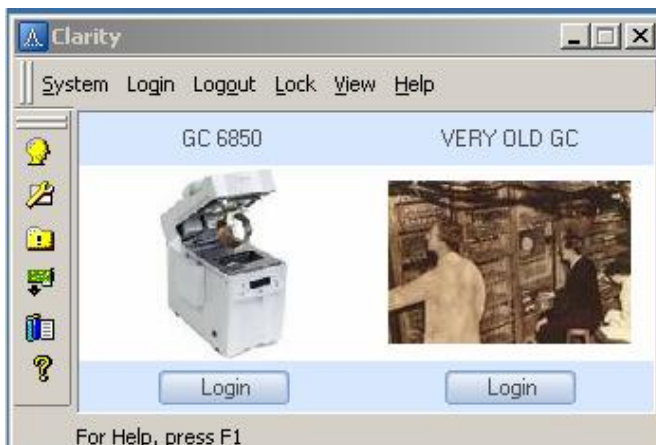 Clarity
System Login Logout Lock View Help
GC 6850 VERY OLD GC
Login Login
For Help, press F1